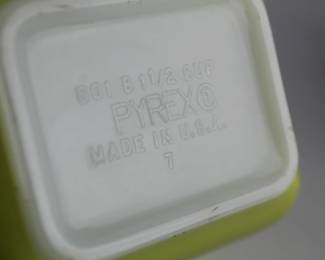 501 B 1 1/2 CUP
PYREX®
MADE IN U.S.A.
7